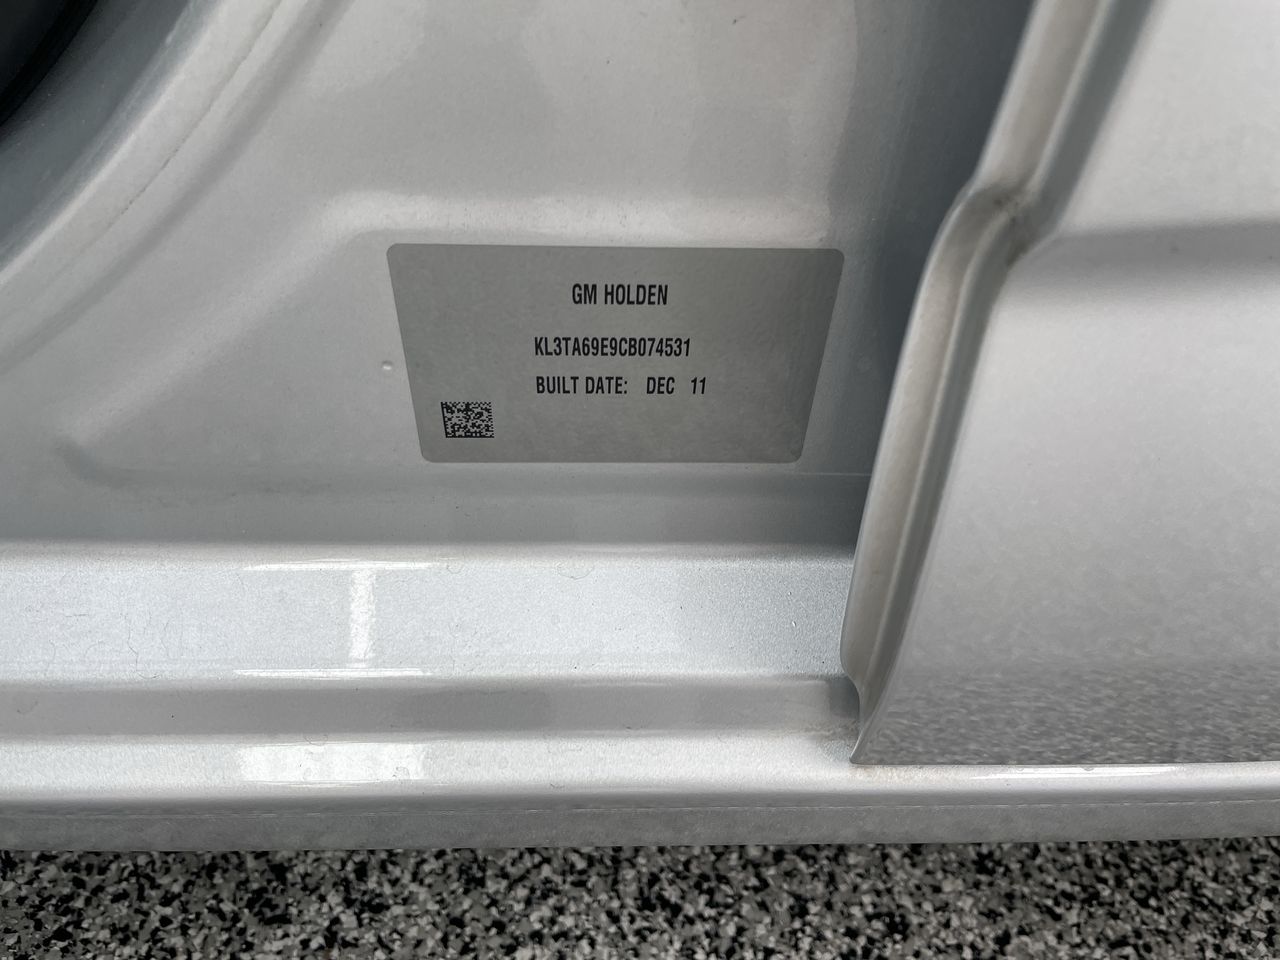 GM HOLDEN
KL3TA69E9CB074531
BUILT DATE: DEC 11